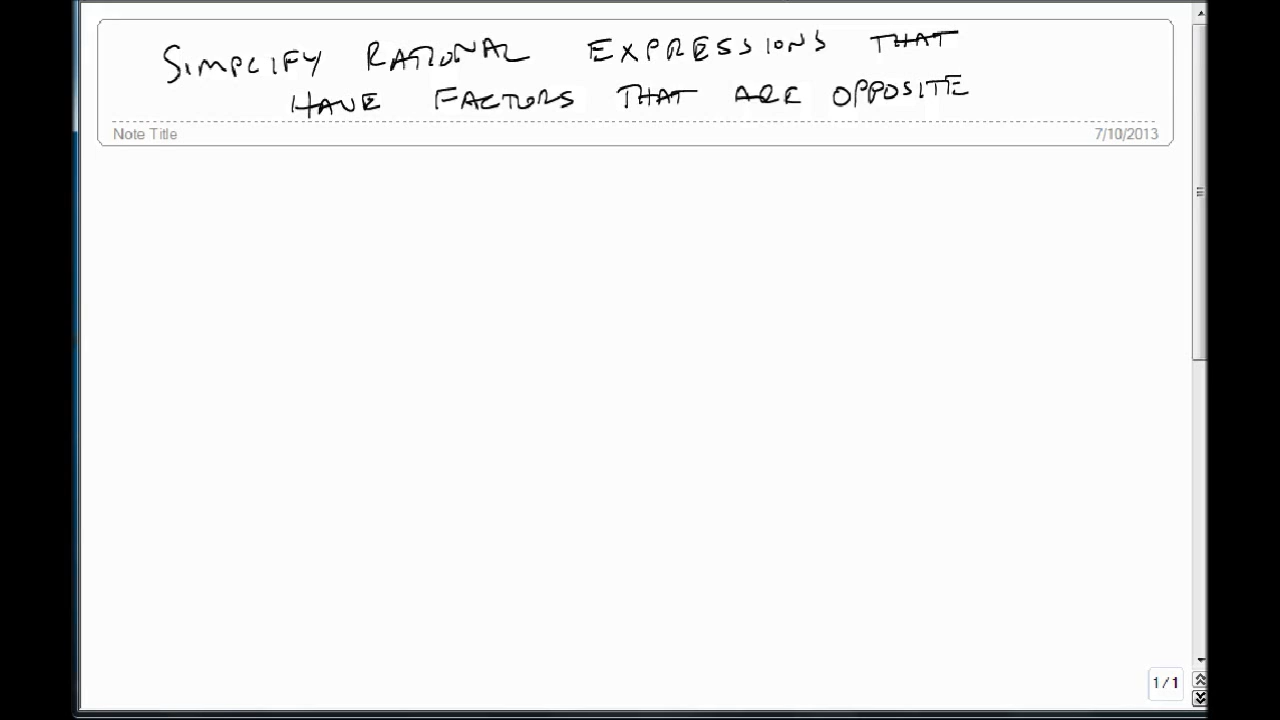 SIMPLIFY RATIONAL EXPRESSIONS THAT
HAVE FACTORS THAT ARE OPPOSITE
Note Title
7/10/2013
1 / 1